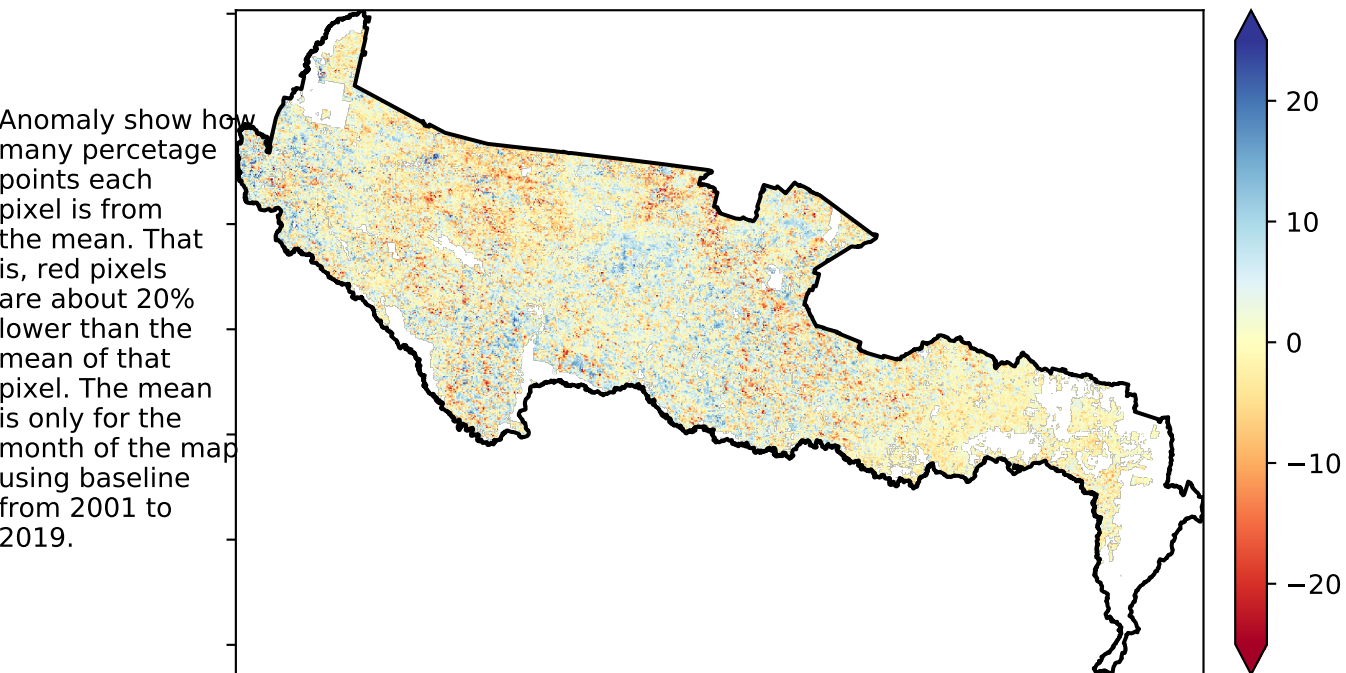 Anomaly show how
many percetage
points each
pixel is from
the mean. That
is, red pixels
are about 20%
lower than the
mean of that
pixel. The mean
is only for the
month of the map
using baseline
from 2001 to
2019.
20
10
0
−10
−20